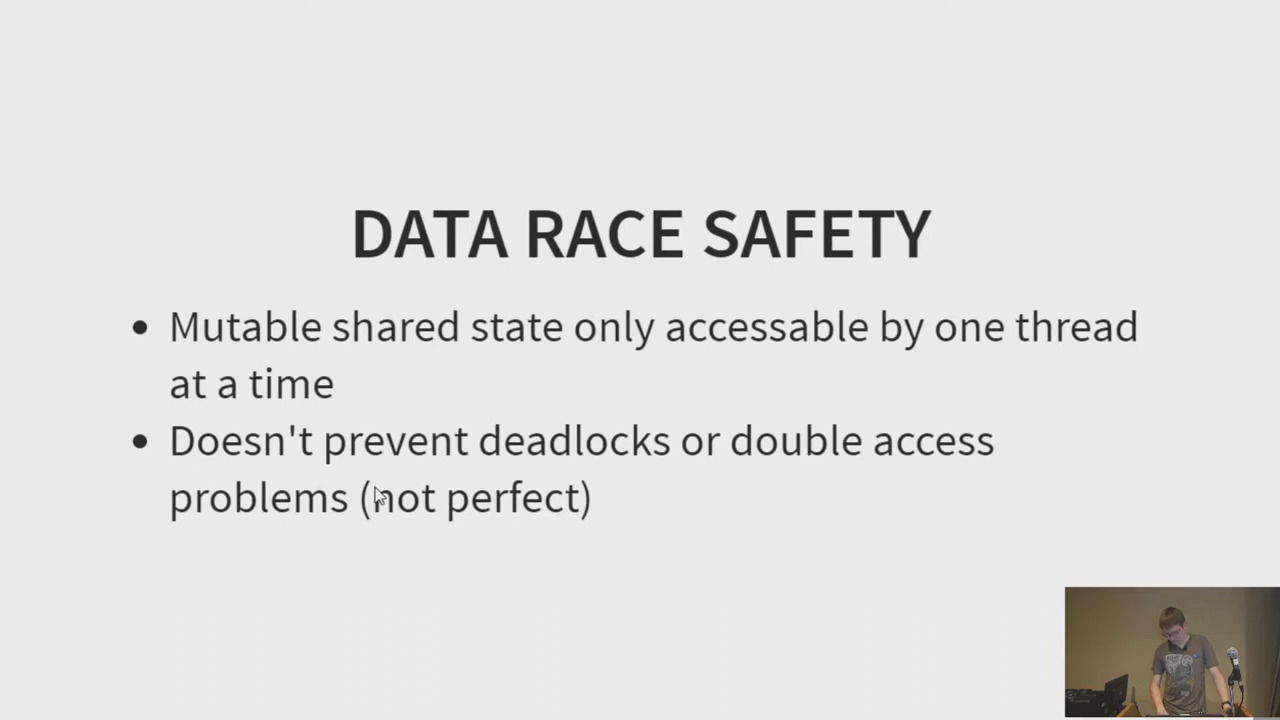 DATA RACE SAFETY
• Mutable shared state only accessable by one thread
at a time
• Doesn't prevent deadlocks or double access
problems (not perfect)